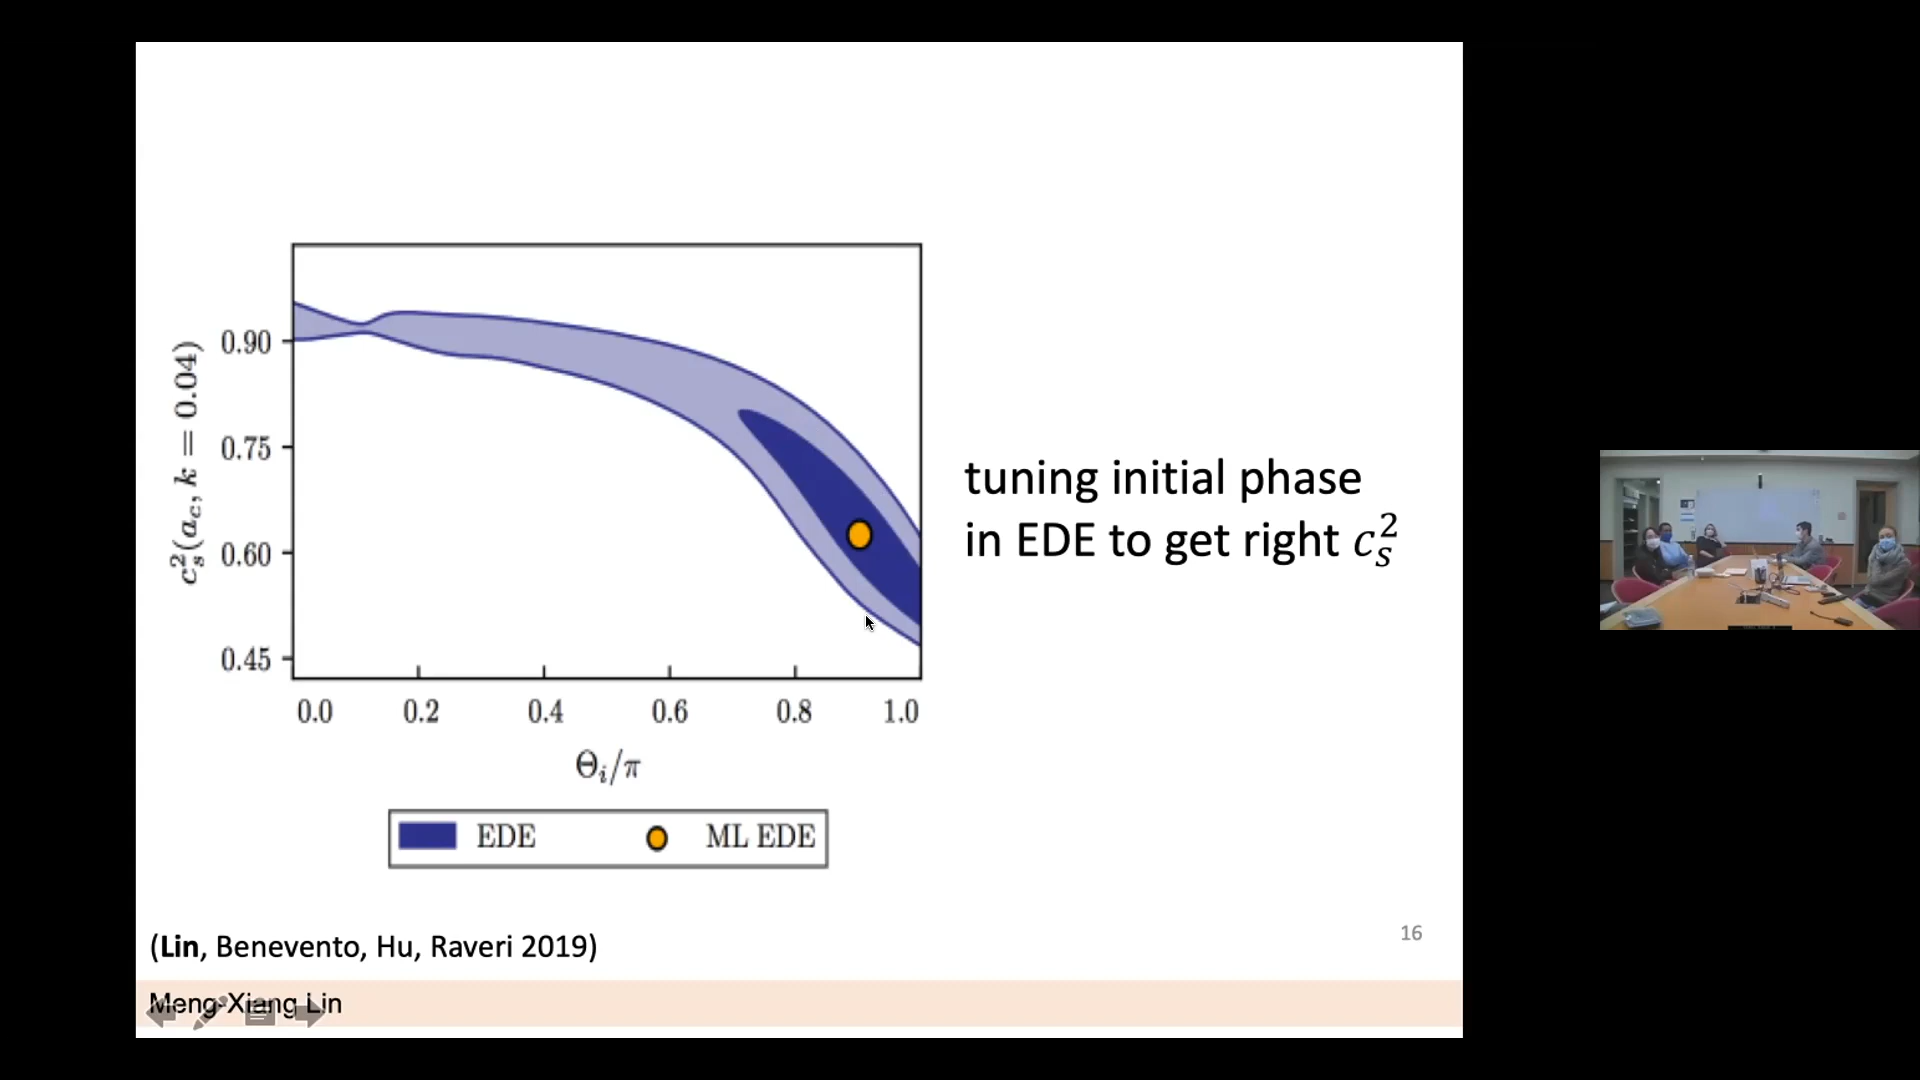 0.90
0.75
0.60
0.45
c_s^2(a_c, k = 0.04)
0.0 0.2 0.4 0.6 0.8 1.0
Θ_i/π
EDE ML EDE
tuning initial phase
in EDE to get right c_s^2
(Lin, Benevento, Hu, Raveri 2019)
16
Meng-Xiang Lin